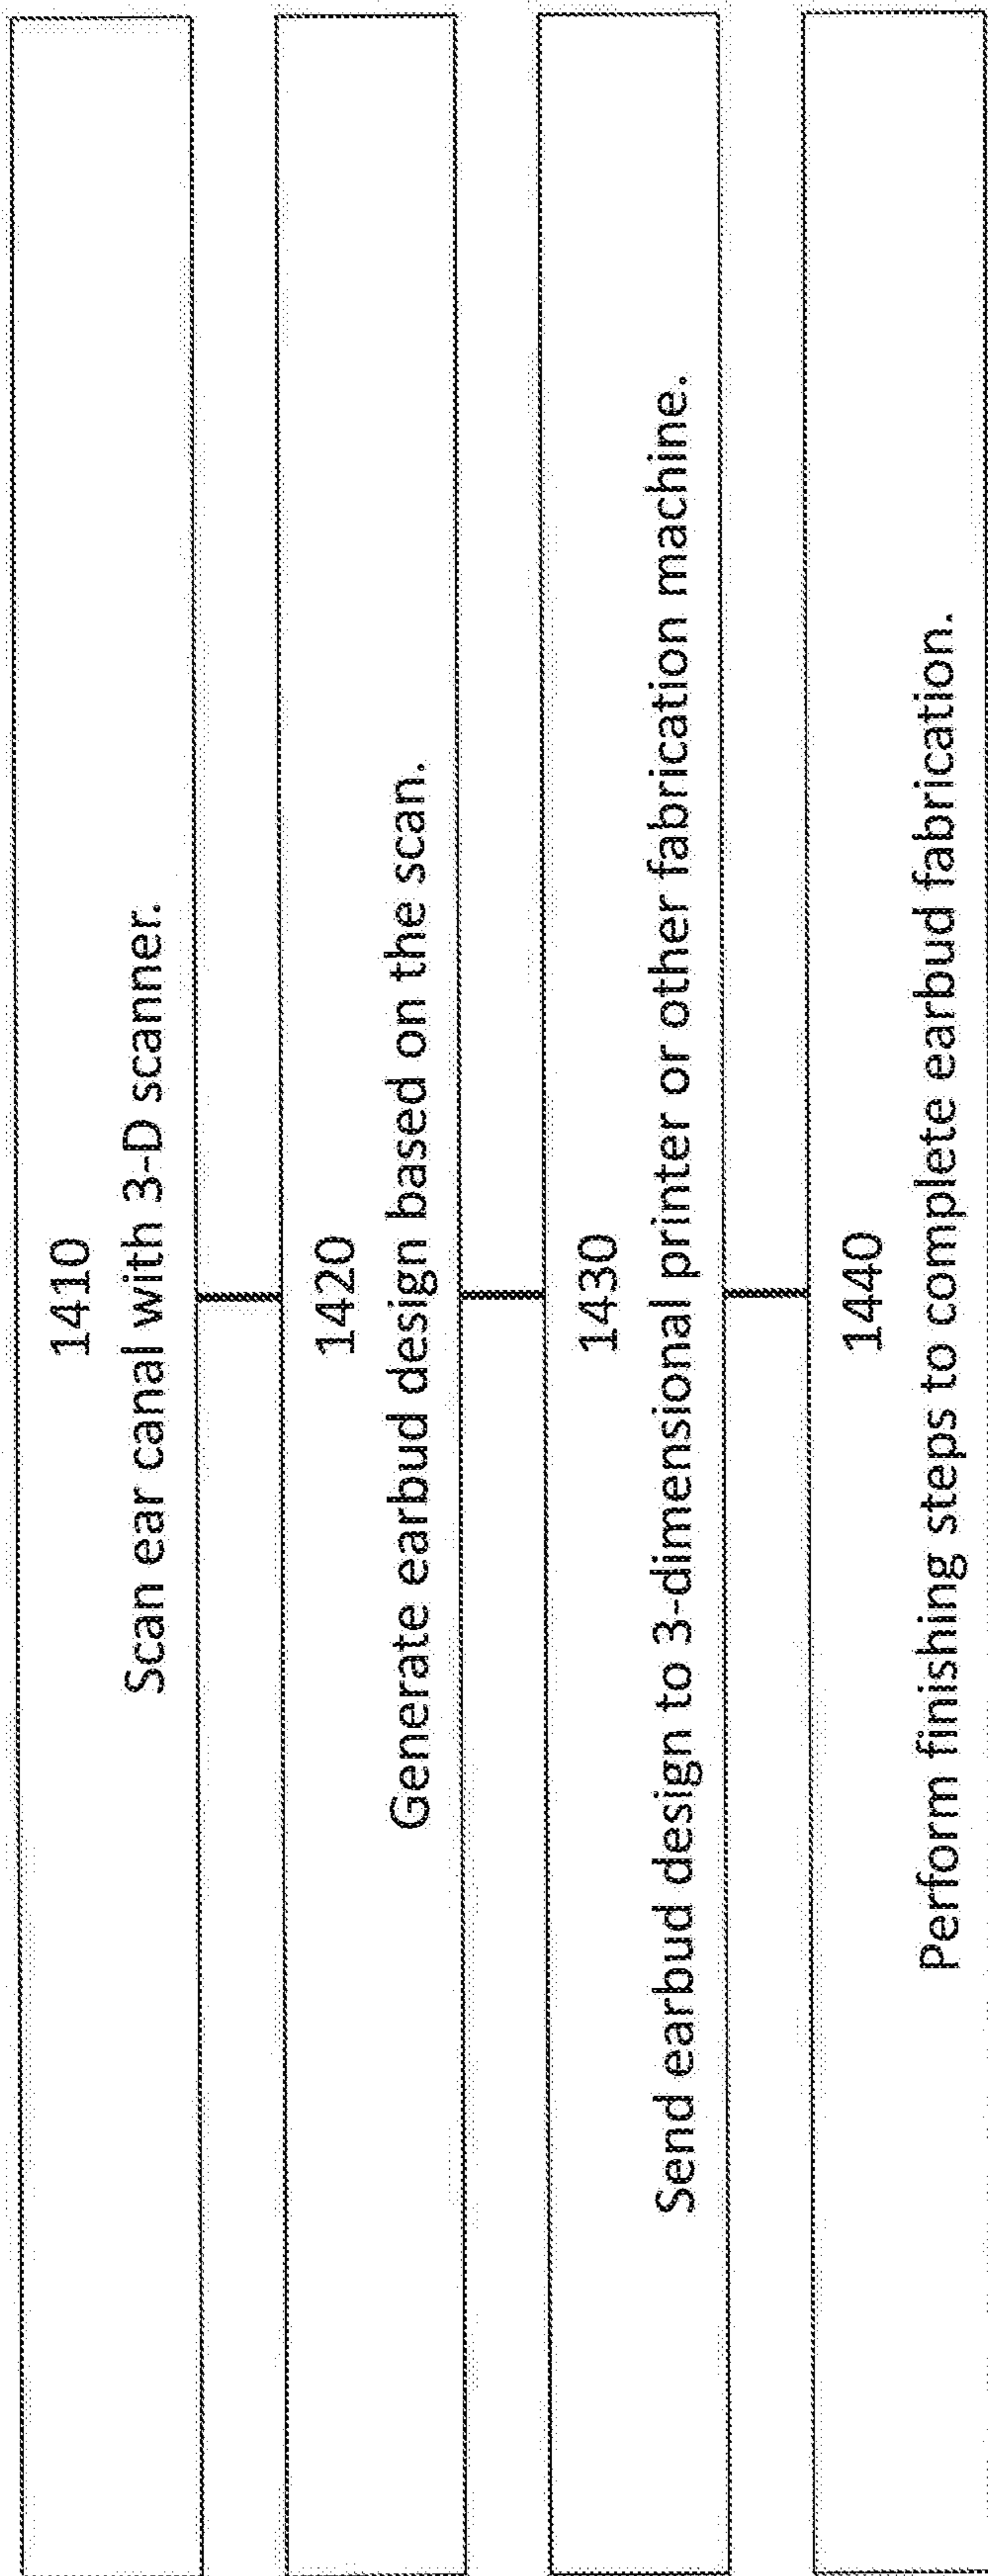 1410
Scan ear canal with 3-D scanner.
1420
Generate earbud design based on the scan.
1430
Send earbud design to 3-dimensional printer or other fabrication machine.
1440
Perform finishing steps to complete earbud fabrication.